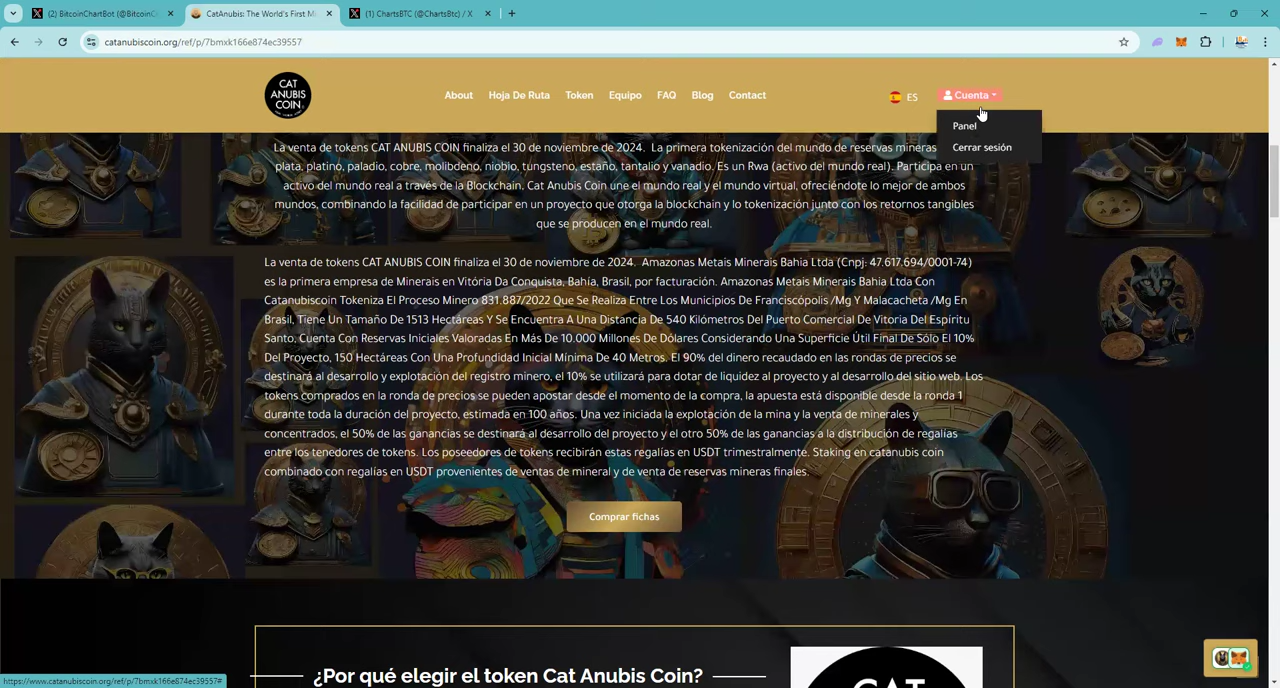 (2) BitcoinChartBot (@BitcoinCh
CatAnubis: The World's First Mi
(1) ChartsBTC (@ChartsBtc) / X
catanubiscoin.org/ref/p/7bmxk166e874ec39557
CAT
ANUBIS
COIN
About
Hoja De Ruta
Token
Equipo
FAQ
Blog
Contact
ES
Cuenta
Panel
Cerrar sesión
La venta de tokens CAT ANUBIS COIN finaliza el 30 de noviembre de 2024. La primera tokenización del mundo de reservas mineras
plata, platino, paladio, cobre, molibdeno, niobio, tungsteno, estaño, tantalio y vanadio. Es un Rwa (activo del mundo real). Participa en un
activo del mundo real a través de la Blockchain, Cat Anubis Coin une el mundo real y el mundo virtual, ofreciéndote lo mejor de ambos
mundos, combinando la facilidad de participar en un proyecto que otorga la blockchain y lo tokenización junto con los retornos tangibles
que se producen en el mundo real.
La venta de tokens CAT ANUBIS COIN finaliza el 30 de noviembre de 2024. Amazonas Metais Minerais Bahia Ltda (Cnpj: 47.617.694/0001-74)
es la primera empresa de Minerais en Vitória Da Conquista, Bahía, Brasil, por facturación. Amazonas Metais Minerais Bahia Ltda Con
Catanubiscoin Tokeniza El Proceso Minero 831.887/2022 Que Se Realiza Entre Los Municipios De Franciscópolis /Mg Y Malacacheta /Mg En
Brasil, Tiene Un Tamaño De 1513 Hectáreas Y Se Encuentra A Una Distancia De 540 Kilómetros Del Puerto Comercial De Vitoria Del Espíritu
Santo, Cuenta Con Reservas Iniciales Valoradas En Más De 10.000 Millones De Dólares Considerando Una Superficie Útil Final De Sólo El 10%
Del Proyecto, 150 Hectáreas Con Una Profundidad Inicial Mínima De 40 Metros. El 90% del dinero recaudado en las rondas de precios se
destinará al desarrollo y explotación del registro minero, el 10% se utilizará para dotar de liquidez al proyecto y al desarrollo del sitio web. Los
tokens comprados en la ronda de precios se pueden apostar desde el momento de la compra, la apuesta está disponible desde la ronda 1
durante toda la duración del proyecto, estimada en 100 años. Una vez iniciada la explotación de la mina y la venta de minerales y
concentrados, el 50% de las ganancias se destinará al desarrollo del proyecto y el otro 50% de las ganancias a la distribución de regalías
entre los tenedores de tokens. Los poseedores de tokens recibirán estas regalías en USDT trimestralmente. Staking en catanubis coin
combinado con regalías en USDT provenientes de ventas de mineral y de venta de reservas mineras finales.
Comprar fichas
¿Por qué elegir el token Cat Anubis Coin?
CAT
https://www.catanubiscoin.org/ref/p/7bmxk166e874ec39557#